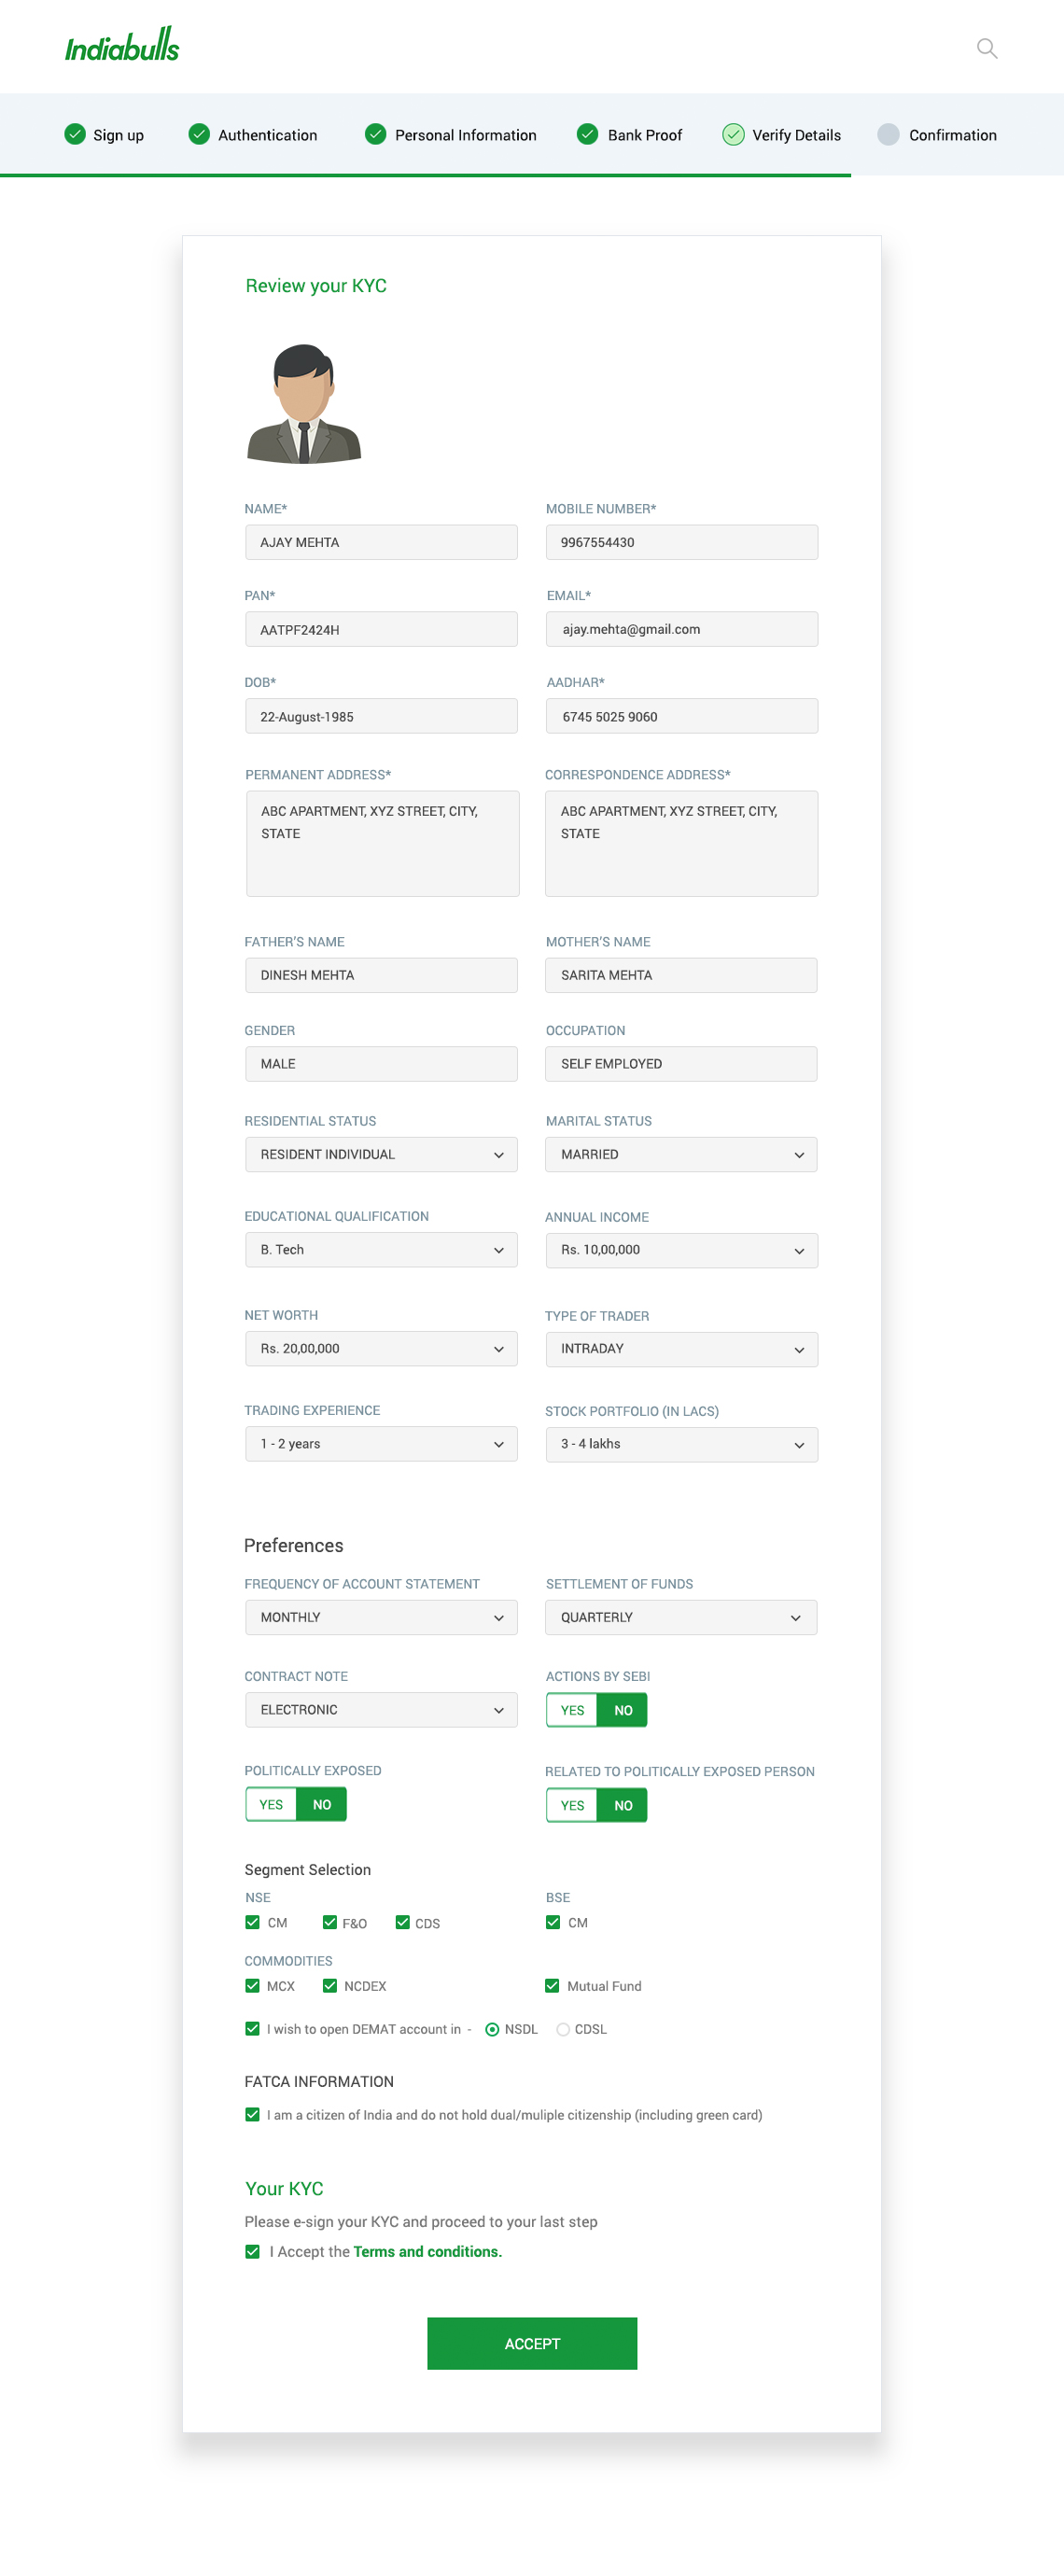 Indiabulls
Sign up Authentication Personal Information Bank Proof Verify Details Confirmation
Review your KYC
NAME* MOBILE NUMBER*
AJAY MEHTA 9967554430
PAN* EMAIL*
AATPF2424H ajay.mehta@gmail.com
DOB* AADHAR*
22-August-1985 6745 5025 9060
PERMANENT ADDRESS* CORRESPONDENCE ADDRESS*
ABC APARTMENT, XYZ STREET, CITY, ABC APARTMENT, XYZ STREET, CITY,
STATE STATE
FATHER'S NAME MOTHER'S NAME
DINESH MEHTA SARITA MEHTA
GENDER OCCUPATION
MALE SELF EMPLOYED
RESIDENTIAL STATUS MARITAL STATUS
RESIDENT INDIVIDUAL MARRIED
EDUCATIONAL QUALIFICATION ANNUAL INCOME
B. Tech Rs. 10,00,000
NET WORTH TYPE OF TRADER
Rs. 20,00,000 INTRADAY
TRADING EXPERIENCE STOCK PORTFOLIO (IN LACS)
1 - 2 years 3 - 4 lakhs
Preferences
FREQUENCY OF ACCOUNT STATEMENT SETTLEMENT OF FUNDS
MONTHLY QUARTERLY
CONTRACT NOTE ACTIONS BY SEBI
ELECTRONIC YES NO
POLITICALLY EXPOSED RELATED TO POLITICALLY EXPOSED PERSON
YES NO YES NO
Segment Selection
NSE BSE
CM F&O CDS CM
COMMODITIES
MCX NCDEX Mutual Fund
I wish to open DEMAT account in - NSDL CDSL
FATCA INFORMATION
I am a citizen of India and do not hold dual/muliple citizenship (including green card)
Your KYC
Please e-sign your KYC and proceed to your last step
I Accept the Terms and conditions.
ACCEPT